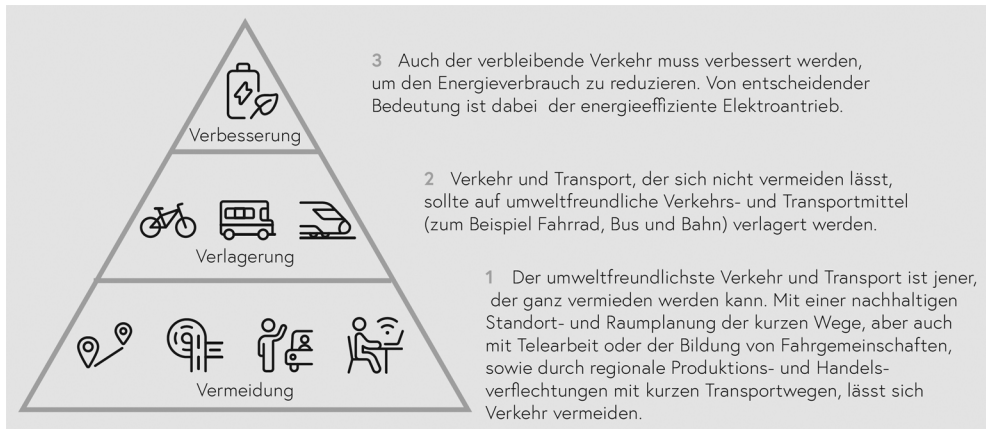 3 Auch der verbleibende Verkehr muss verbessert werden,
um den Energieverbrauch zu reduzieren. Von entscheidender
Bedeutung ist dabei der energieeffiziente Elektroantrieb.
Verbesserung
2 Verkehr und Transport, der sich nicht vermeiden lässt,
sollte auf umweltfreundliche Verkehrs- und Transportmittel
(zum Beispiel Fahrrad, Bus und Bahn) verlagert werden.
Verlagerung
1 Der umweltfreundlichste Verkehr und Transport ist jener,
der ganz vermieden werden kann. Mit einer nachhaltigen
Standort- und Raumplanung der kurzen Wege, aber auch
mit Telearbeit oder der Bildung von Fahrgemeinschaften,
sowie durch regionale Produktions- und Handels-
verflechtungen mit kurzen Transportwegen, lässt sich
Verkehr vermeiden.
Vermeidung